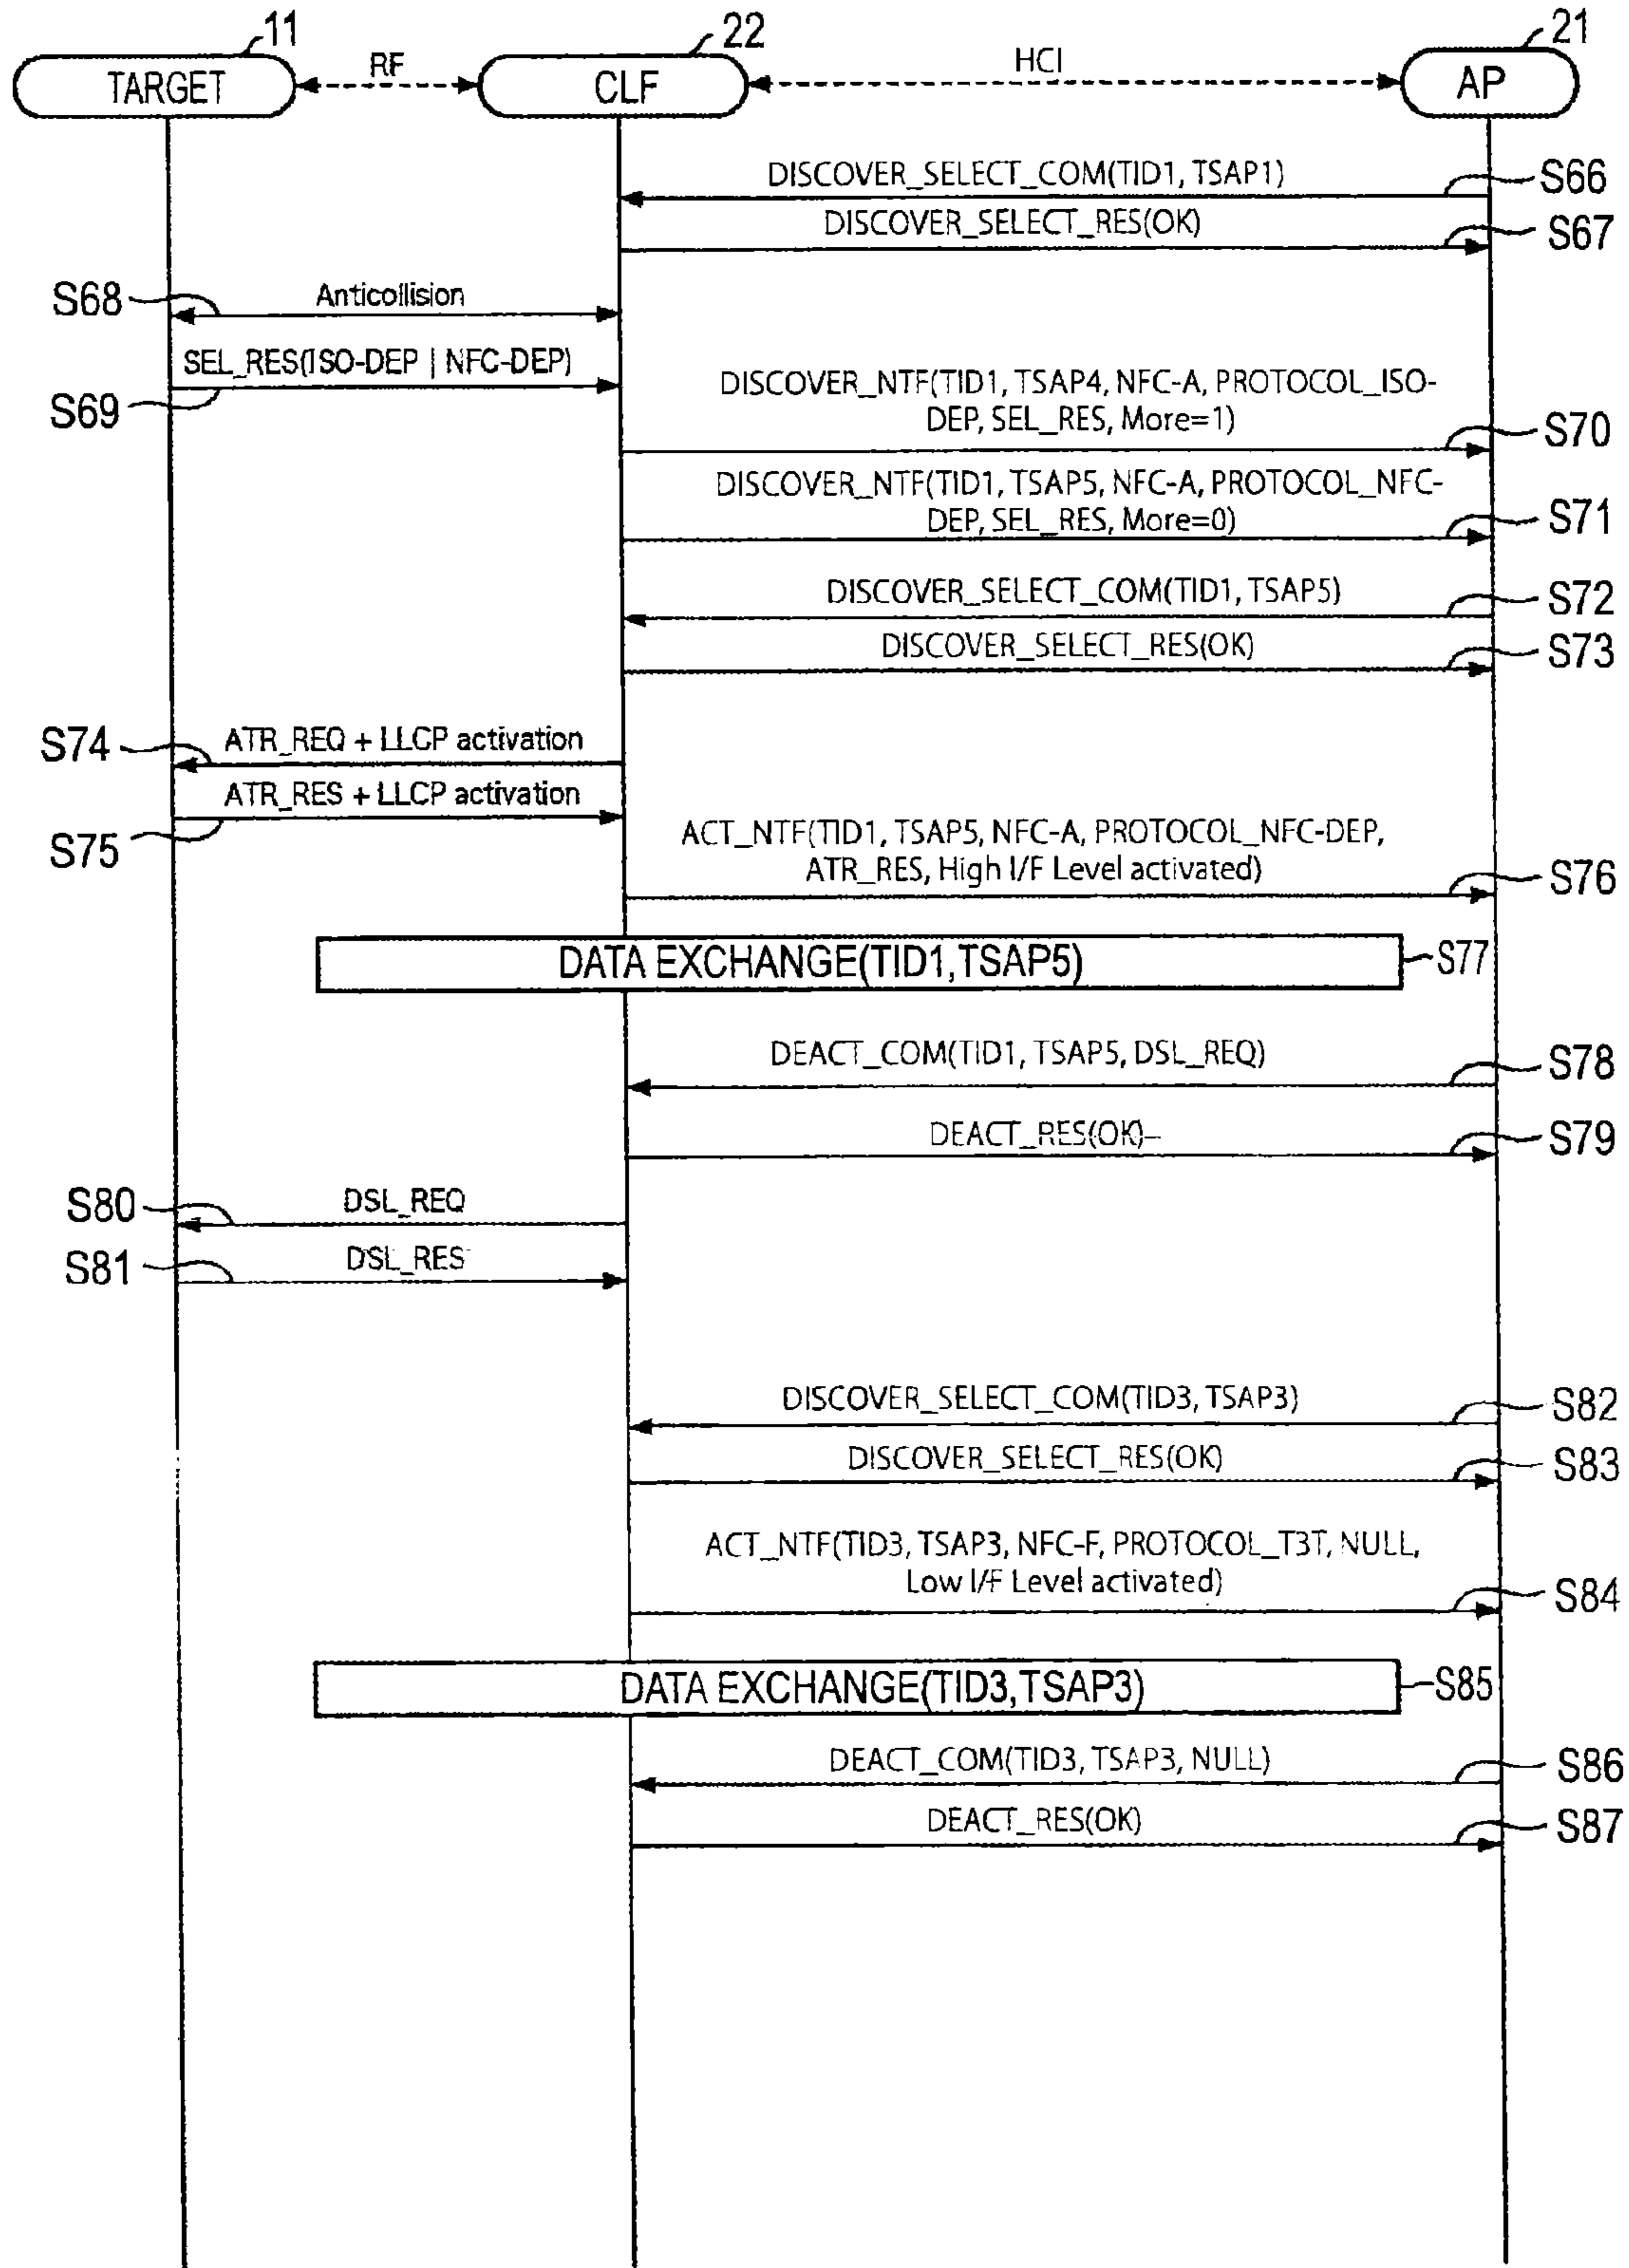 11
22
21
TARGET
RF
CLF
HCI
AP
DISCOVER_SELECT_COM(TID1, TSAP1)
S66
DISCOVER_SELECT_RES(OK)
S67
S68
Anticollision
SEL_RES(ISO-DEP | NFC-DEP)
S69
DISCOVER_NTF(TID1, TSAP4, NFC-A, PROTOCOL_ISO-
DEP, SEL_RES, More=1)
S70
DISCOVER_NTF(TID1, TSAP5, NFC-A, PROTOCOL_NFC-
DEP, SEL_RES, More=0)
S71
DISCOVER_SELECT_COM(TID1, TSAP5)
S72
DISCOVER_SELECT_RES(OK)
S73
S74
ATR_REQ + LLCP activation
ATR_RES + LLCP activation
S75
ACT_NTF(TID1, TSAP5, NFC-A, PROTOCOL_NFC-DEP,
ATR_RES, High I/F Level activated)
S76
DATA EXCHANGE(TID1,TSAP5)
S77
DEACT_COM(TID1, TSAP5, DSL_REQ)
S78
DEACT_RES(OK)–
S79
S80
DSL_REQ
S81
DSL_RES
DISCOVER_SELECT_COM(TID3, TSAP3)
S82
DISCOVER_SELECT_RES(OK)
S83
ACT_NTF(TID3, TSAP3, NFC-F, PROTOCOL_T3T, NULL,
Low I/F Level activated)
S84
DATA EXCHANGE(TID3,TSAP3)
S85
DEACT_COM(TID3, TSAP3, NULL)
S86
DEACT_RES(OK)
S87